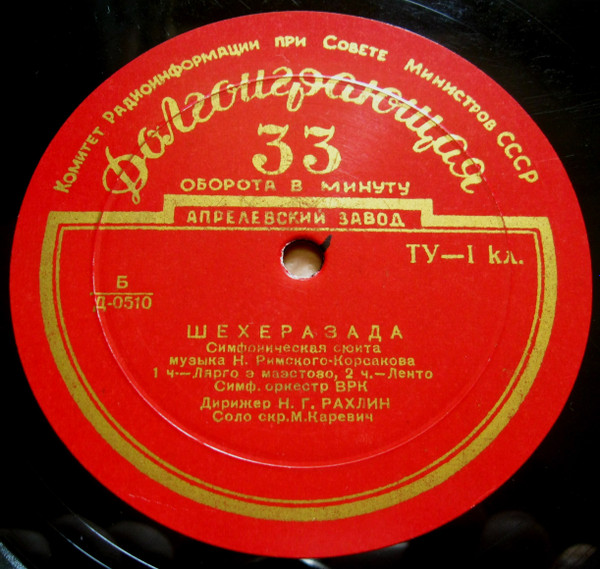 Комитет Радиоинформации при Совете Министров СССР
Долгоиграющая
33
ОБОРОТА В МИНУТУ
АПРЕЛЕВСКИЙ ЗАВОД
ТУ—I кл.
Б
Д-0510
ШЕХЕРАЗАДА
Симфоническая сюита
музыка Н. Римского-Корсакова
1 ч—Лярго э маэстово, 2 ч.—Ленто
Симф. оркестр ВРК
Дирижер Н. Г. РАХЛИН
Соло скр. М. Каревич